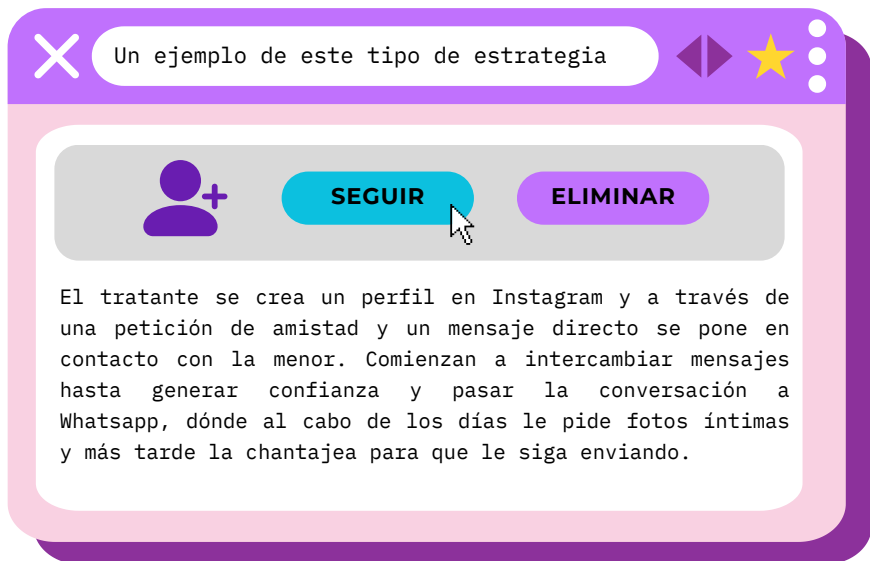 Un ejemplo de este tipo de estrategia
SEGUIR
ELIMINAR
El tratante se crea un perfil en Instagram y a través de
una petición de amistad y un mensaje directo se pone en
contacto con la menor. Comienzan a intercambiar mensajes
hasta generar confianza y pasar la conversación a
Whatsapp, dónde al cabo de los días le pide fotos íntimas
y más tarde la chantajea para que le siga enviando.